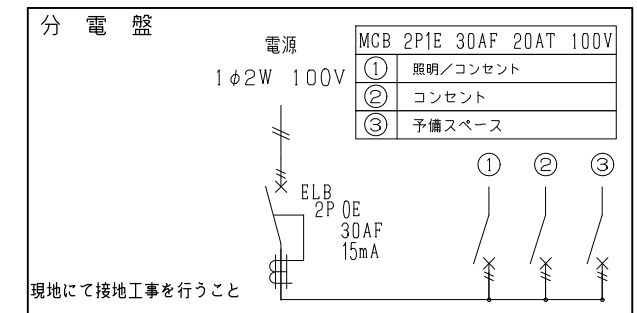 分電盤
電源
1φ2W 100V
MCB 2P1E 30AF 20AT 100V
① 照明/コンセント
② コンセント
③ 予備スペース
① ② ③
ELB
2P 0E
30AF
15mA
現地にて接地工事を行うこと